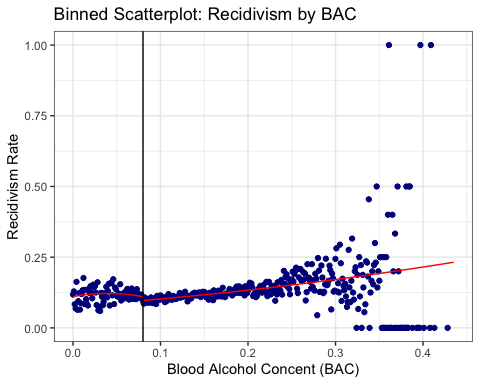 Binned Scatterplot: Recidivism by BAC
1.00
0.75
0.50
0.25
0.00
Recidivism Rate
0.0 0.1 0.2 0.3 0.4
Blood Alcohol Concent (BAC)